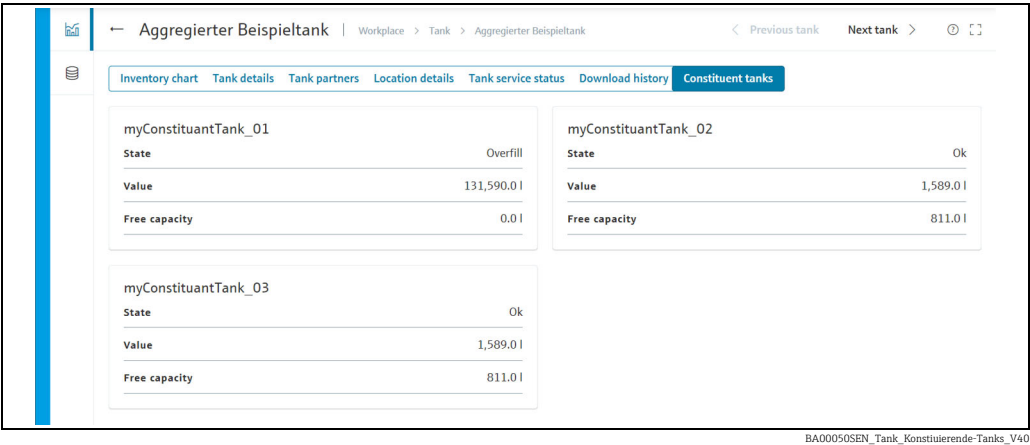 ← Aggregierter Beispieltank | Workplace > Tank > Aggregierter Beispieltank < Previous tank Next tank >
Inventory chart Tank details Tank partners Location details Tank service status Download history Constituent tanks
myConstituantTank_01
State Overfill
Value 131,590.0 l
Free capacity 0.0 l
myConstituantTank_02
State Ok
Value 1,589.0 l
Free capacity 811.0 l
myConstituantTank_03
State Ok
Value 1,589.0 l
Free capacity 811.0 l
BA00050SEN_Tank_Konstiuierende-Tanks_V40